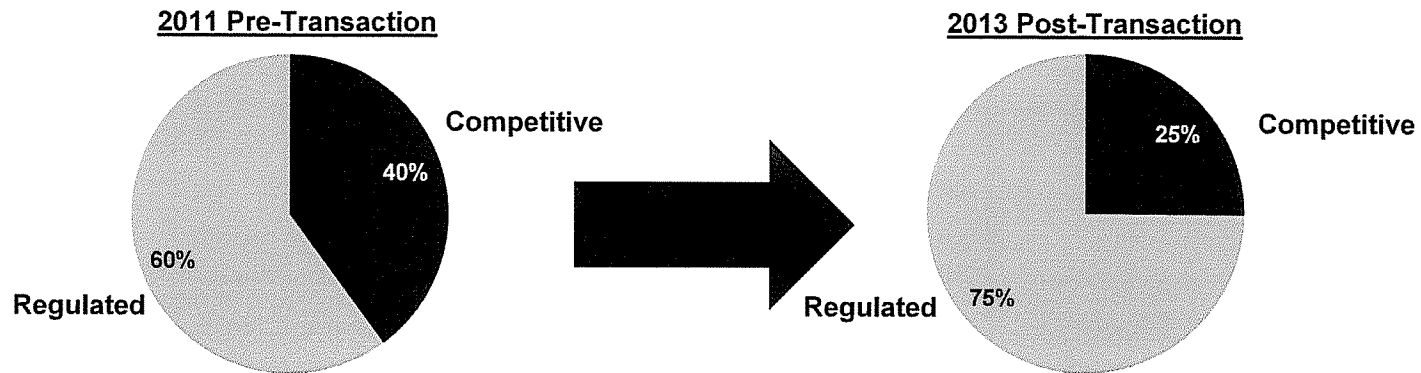 2011 Pre-Transaction
2013 Post-Transaction
Competitive
40%
60%
Regulated
Competitive
25%
75%
Regulated